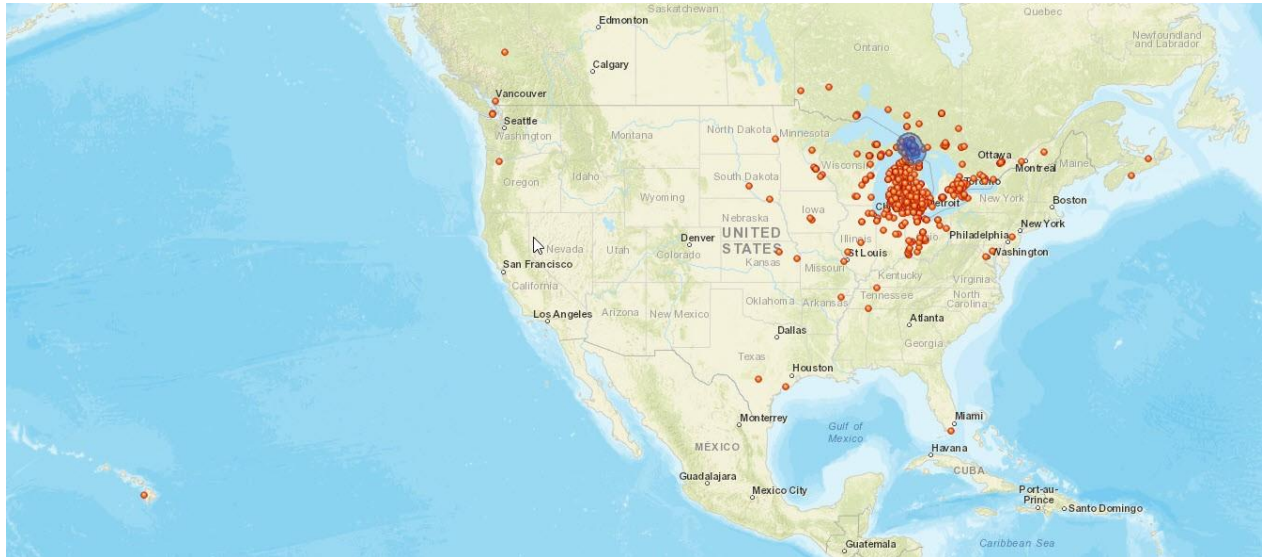 Saskatchewan
Edmonton
Quebec
Newfoundland
and Labrador
Ontario
Calgary
Vancouver
Seattle
Washington
Montana
North Dakota
Minnesota
Ottawa
Montreal
Maine
Wisconsin
Toronto
Oregon
Idaho
South Dakota
Wyoming
New York
Boston
Iowa
Detroit
Nebraska
New York
UNITED
STATES
Philadelphia
Illinois
Denver
Nevada
Utah
Colorado
Kansas
St Louis
Washington
San Francisco
Missouri
Kentucky
Virginia
California
Oklahoma
Arkansas
Tennessee
North
Carolina
Los Angeles
Arizona
New Mexico
Atlanta
Dallas
Georgia
Texas
Houston
Monterrey
Miami
Gulf of
Mexico
MÉXICO
Havana
CUBA
Guadalajara
Mexico City
Port-au-
Prince
Santo Domingo
Guatemala
Caribbean Sea